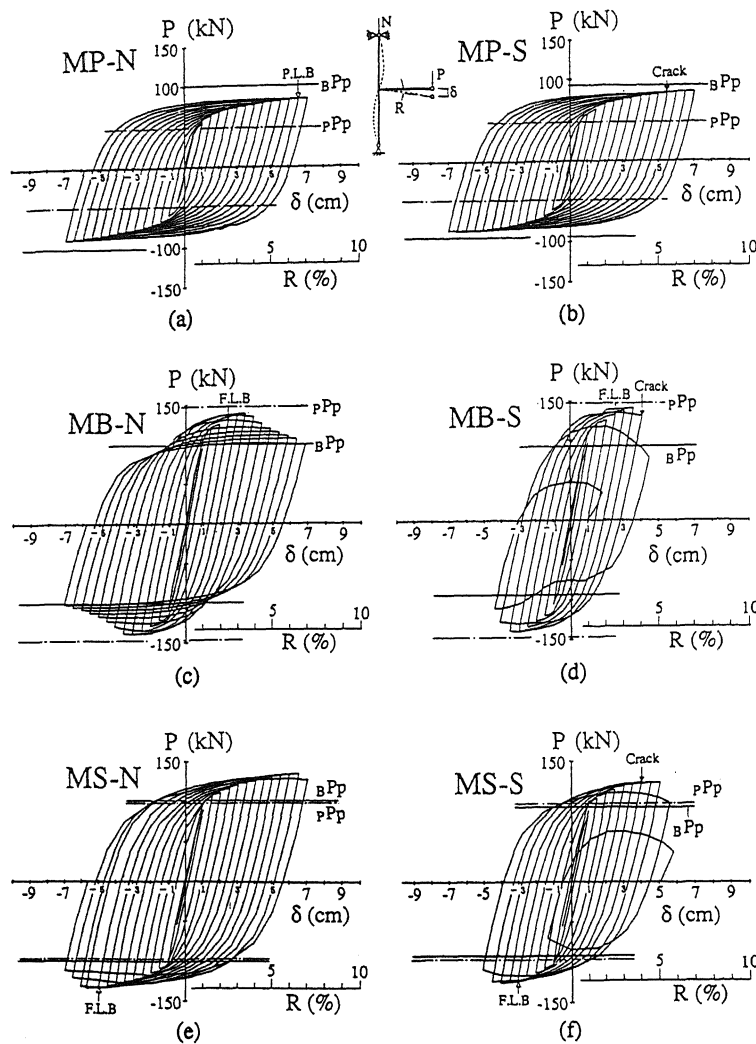 P (kN)
150
MP-N
100
P.L.B
BPp
PPp
-9 -7 -5 -3 -1 1 3 5 7 9
δ (cm)
-100
5 10
-150
R (%)
(a)
N
P
R
δ
P (kN)
150
MP-S
100
Crack
BPp
PPp
-9 -7 -5 -3 -1 1 3 5 7 9
δ (cm)
-100
5 10
-150
R (%)
(b)
P (kN)
150
F.L.B
MB-N
PPp
BPp
-9 -7 -5 -3 -1 1 3 5 7 9
δ (cm)
5 10
-150
R (%)
(c)
P (kN)
F.L.B Crack
150
MB-S
PPp
BPp
-9 -5 -3 -1 1 3 5 7 9
δ (cm)
5 10
-150
R (%)
(d)
P (kN)
150
MS-N
BPp
PPp
-9 -7 -5 -3 -1 1 3 5 7 9
δ (cm)
5 10
F.L.B
-150
R (%)
(e)
P (kN)
150
Crack
MS-S
PPp
BPp
-9 -5 -3 -1 1 3 5 7 9
δ (cm)
5 10
F.L.B
-150
R (%)
(f)